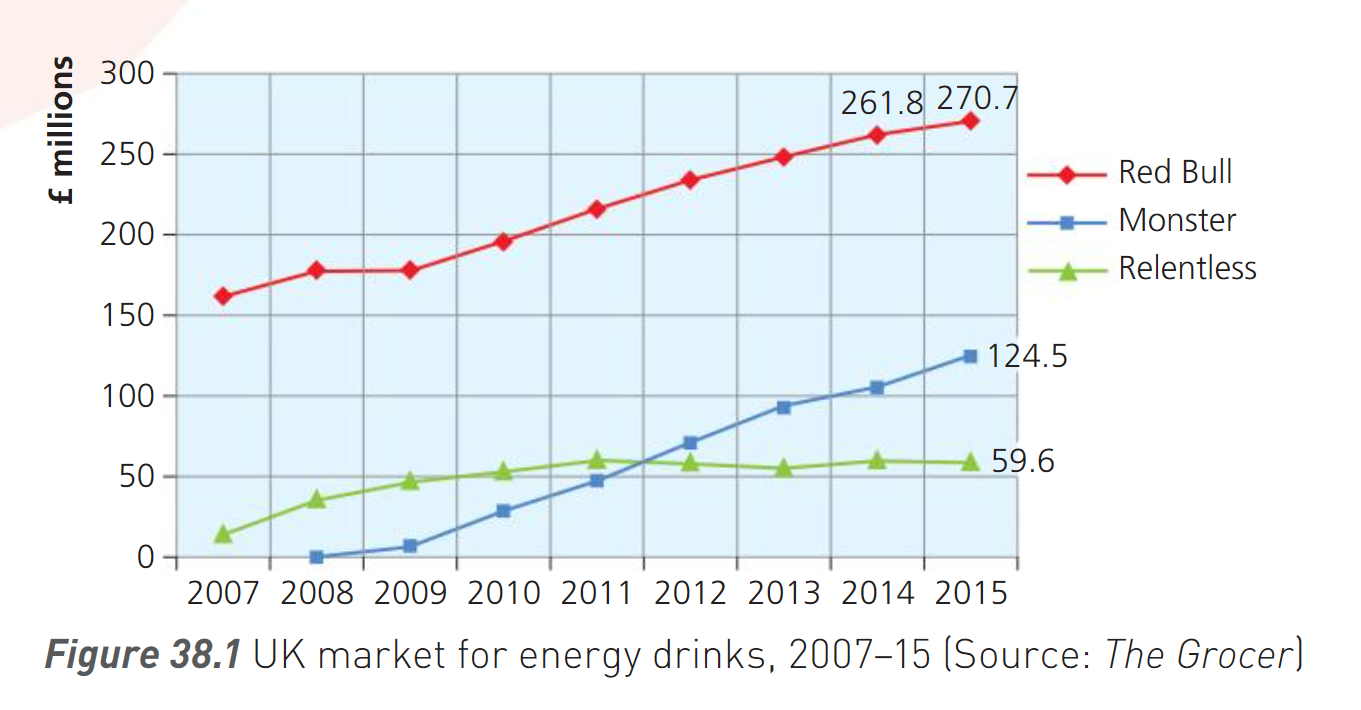 £ millions
300
250
200
150
100
50
0
261.8
270.7
124.5
59.6
Red Bull
Monster
Relentless
2007 2008 2009 2010 2011 2012 2013 2014 2015
Figure 38.1 UK market for energy drinks, 2007–15 (Source: The Grocer)